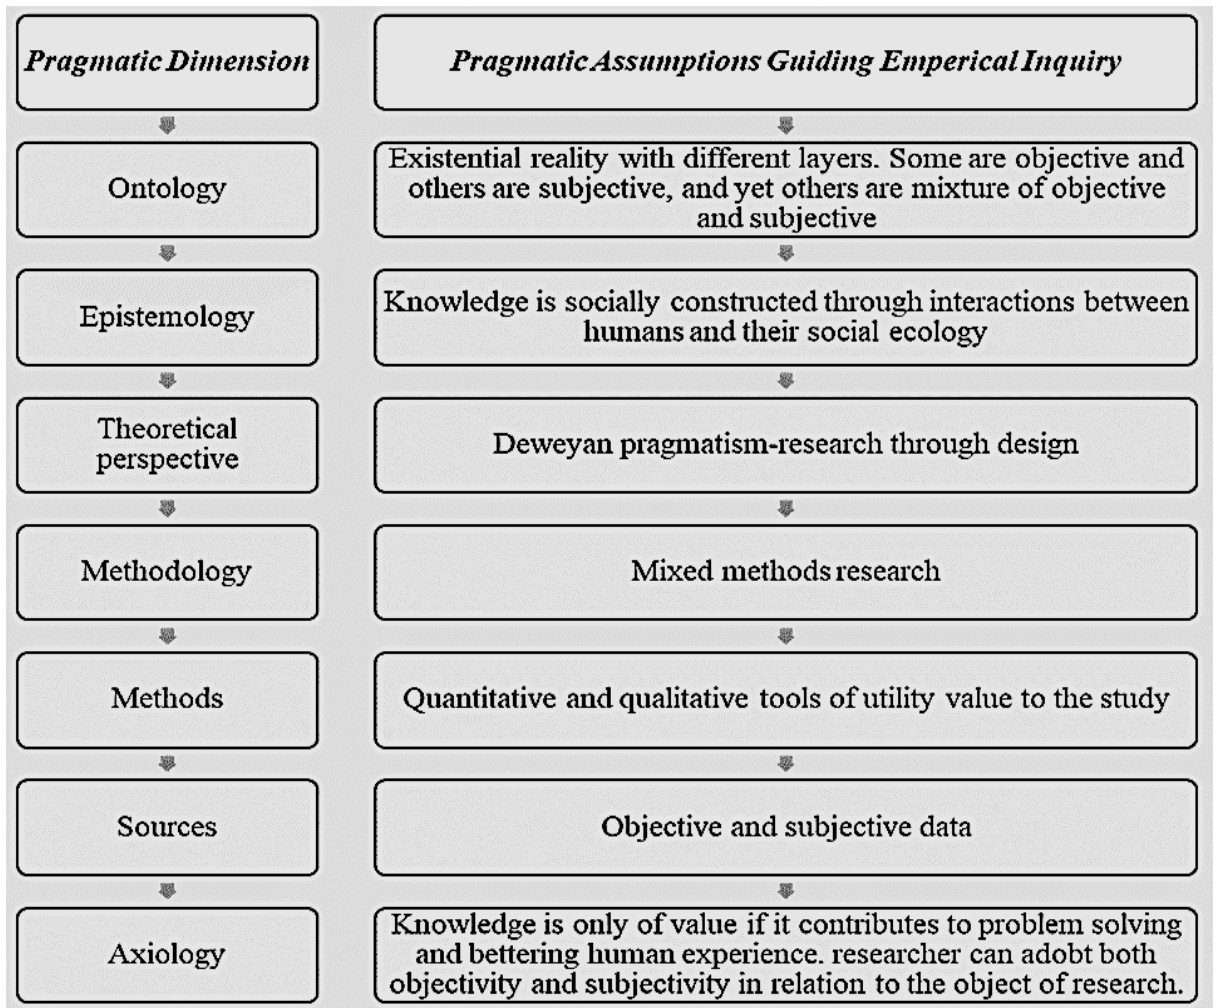 Pragmatic Dimension
Pragmatic Assumptions Guiding Emperical Inquiry
Ontology
Existential reality with different layers. Some are objective and
others are subjective, and yet others are mixture of objective
and subjective
Epistemology
Knowledge is socially constructed through interactions between
humans and their social ecology
Theoretical
perspective
Deweyan pragmatism-research through design
Methodology
Mixed methods research
Methods
Quantitative and qualitative tools of utility value to the study
Sources
Objective and subjective data
Axiology
Knowledge is only of value if it contributes to problem solving
and bettering human experience. researcher can adobt both
objectivity and subjectivity in relation to the object of research.